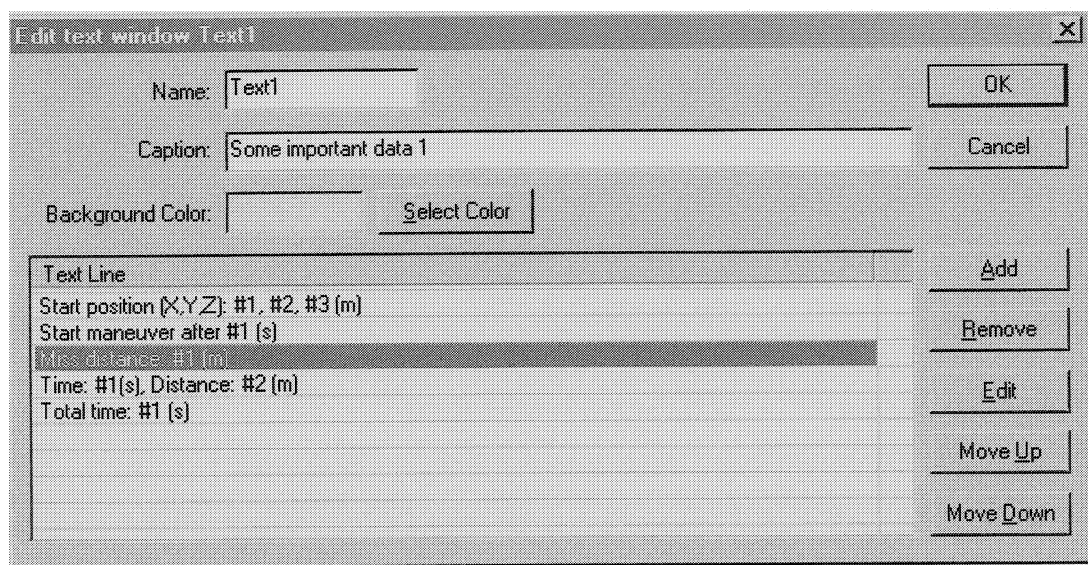 Edit text window Text1
Name: Text1
OK
Caption: Some important data 1
Cancel
Background Color:
Select Color
Text Line
Add
Start position (X,Y,Z): #1, #2, #3 (m)
Start maneuver after #1 (s)
Remove
Miss distance: #1 (m)
Time: #1(s), Distance: #2 (m)
Edit
Total time: #1 (s)
Move Up
Move Down